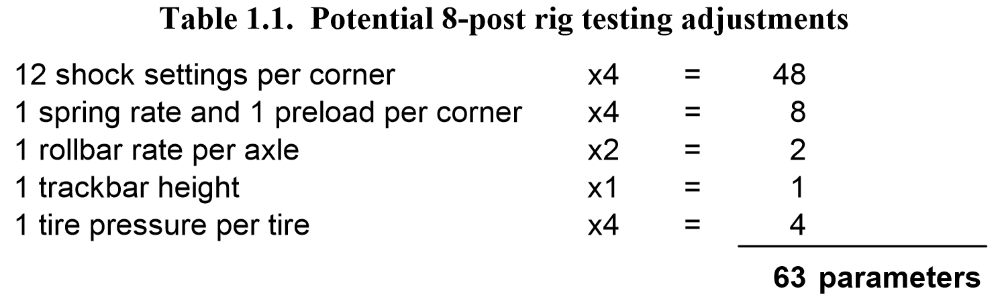 Table 1.1. Potential 8-post rig testing adjustments
12 shock settings per corner x4 = 48
1 spring rate and 1 preload per corner x4 = 8
1 rollbar rate per axle x2 = 2
1 trackbar height x1 = 1
1 tire pressure per tire x4 = 4
63 parameters